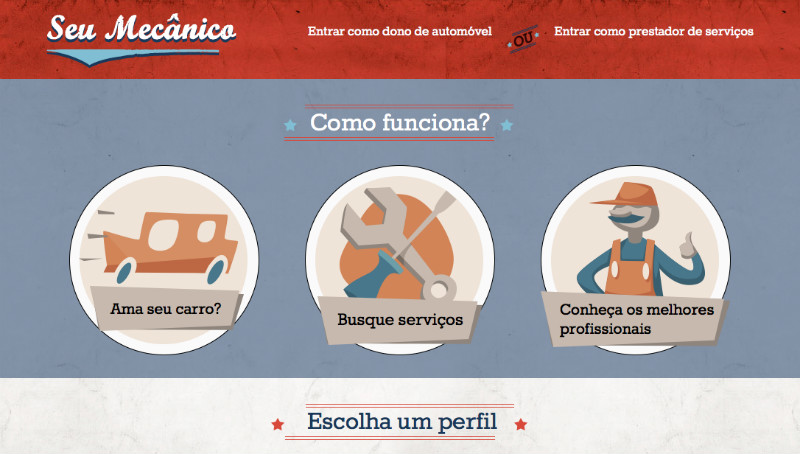 Seu Mecânico
Entrar como dono de automóvel
OU
Entrar como prestador de serviços
Como funciona?
Ama seu carro?
Busque serviços
Conheça os melhores
profissionais
Escolha um perfil